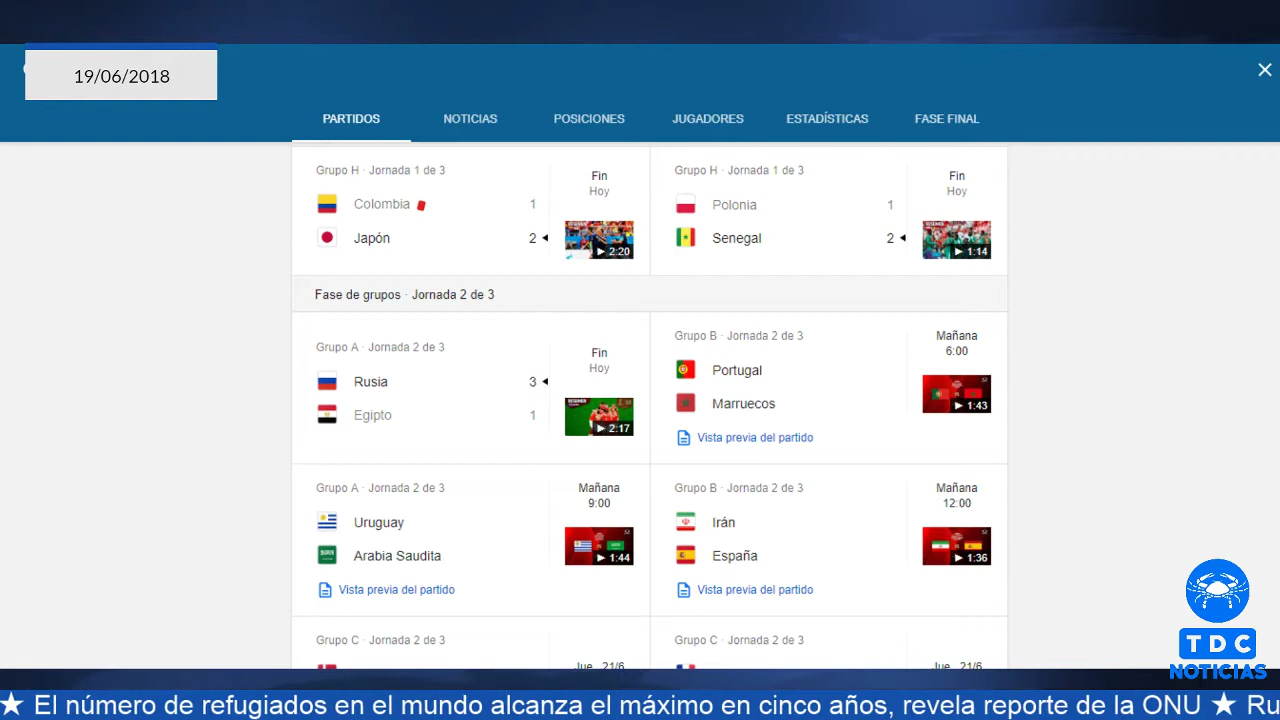 19/06/2018
PARTIDOS NOTICIAS POSICIONES JUGADORES ESTADÍSTICAS FASE FINAL
Grupo H · Jornada 1 de 3
Fin
Hoy
Colombia 1
Japón 2
2:20
Grupo H · Jornada 1 de 3
Fin
Hoy
Polonia 1
Senegal 2
1:14
Fase de grupos · Jornada 2 de 3
Grupo A · Jornada 2 de 3
Fin
Hoy
Rusia 3
Egipto 1
2:17
Grupo B · Jornada 2 de 3
Mañana
6:00
Portugal
Marruecos
1:43
Vista previa del partido
Grupo A · Jornada 2 de 3
Mañana
9:00
Uruguay
Arabia Saudita
1:44
Vista previa del partido
Grupo B · Jornada 2 de 3
Mañana
12:00
Irán
España
1:36
Vista previa del partido
Grupo C · Jornada 2 de 3
Jue., 21/6
Grupo C · Jornada 2 de 3
Jue., 21/6
TDC
NOTICIAS
★ El número de refugiados en el mundo alcanza el máximo en cinco años, revela reporte de la ONU ★ Ru